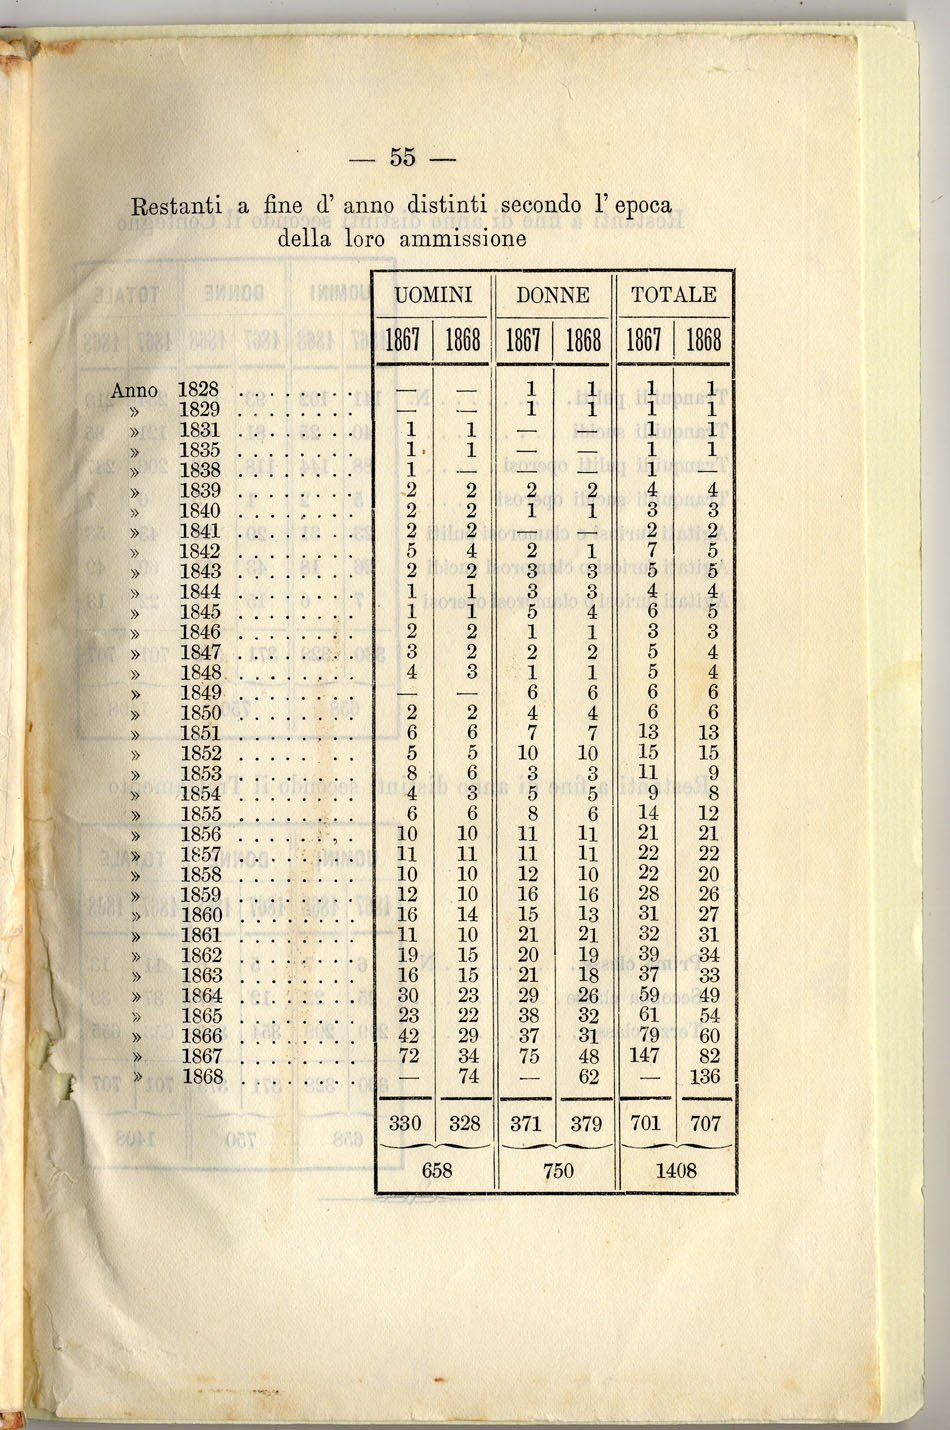 — 55 —
Restanti a fine d' anno distinti secondo l' epoca
della loro ammissione
UOMINI DONNE TOTALE
1867 1868 1867 1868 1867 1868
Anno 1828 . . . . . . . . — — 1 1 1 1
» 1829 . . . . . . . . — — 1 1 1 1
» 1831 . . . . . . . . 1 1 — — 1 1
» 1835 . . . . . . . . 1 1 — — 1 1
» 1838 . . . . . . . . 1 — — — 1 —
» 1839 . . . . . . . . 2 2 2 2 4 4
» 1840 . . . . . . . . 2 2 1 1 3 3
» 1841 . . . . . . . . 2 2 — — 2 2
» 1842 . . . . . . . . 5 4 2 1 7 5
» 1843 . . . . . . . . 2 2 3 3 5 5
» 1844 . . . . . . . . 1 1 3 3 4 4
» 1845 . . . . . . . . 1 1 5 4 6 5
» 1846 . . . . . . . . 2 2 1 1 3 3
» 1847 . . . . . . . . 3 2 2 2 5 4
» 1848 . . . . . . . . 4 3 1 1 5 4
» 1849 . . . . . . . . — — 6 6 6 6
» 1850 . . . . . . . . 2 2 4 4 6 6
» 1851 . . . . . . . . 6 6 7 7 13 13
» 1852 . . . . . . . . 5 5 10 10 15 15
» 1853 . . . . . . . . 8 6 3 3 11 9
» 1854 . . . . . . . . 4 3 5 5 9 8
» 1855 . . . . . . . . 6 6 8 6 14 12
» 1856 . . . . . . . . 10 10 11 11 21 21
» 1857 . . . . . . . . 11 11 11 11 22 22
» 1858 . . . . . . . . 10 10 12 10 22 20
» 1859 . . . . . . . . 12 10 16 16 28 26
» 1860 . . . . . . . . 16 14 15 13 31 27
» 1861 . . . . . . . . 11 10 21 21 32 31
» 1862 . . . . . . . . 19 15 20 19 39 34
» 1863 . . . . . . . . 16 15 21 18 37 33
» 1864 . . . . . . . . 30 23 29 26 59 49
» 1865 . . . . . . . . 23 22 38 32 61 54
» 1866 . . . . . . . . 42 29 37 31 79 60
» 1867 . . . . . . . . 72 34 75 48 147 82
» 1868 . . . . . . . . — 74 — 62 — 136
330 328 371 379 701 707
658 750 1408